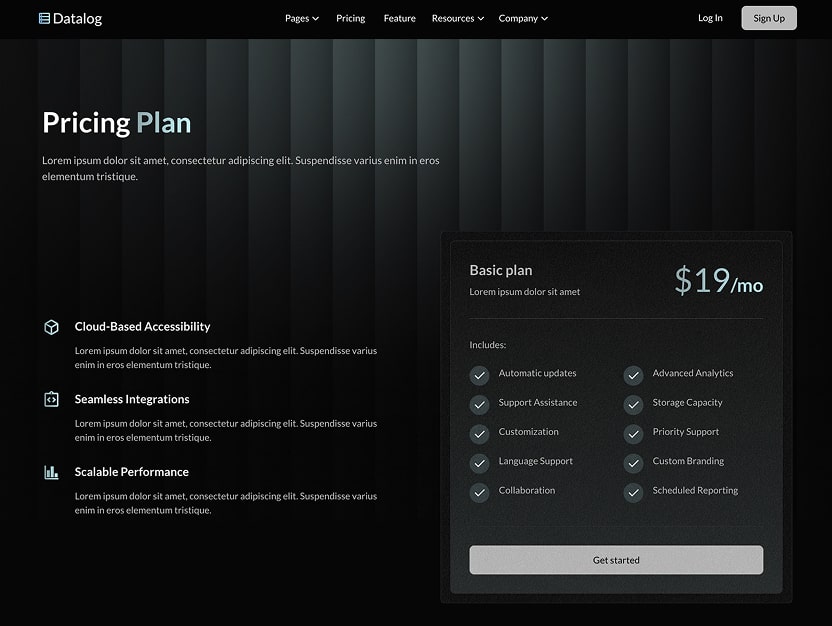 Datalog
Pages
Pricing
Feature
Resources
Company
Log In
Sign Up
Pricing Plan
Lorem ipsum dolor sit amet, consectetur adipiscing elit. Suspendisse varius enim in eros
elementum tristique.
Cloud-Based Accessibility
Lorem ipsum dolor sit amet, consectetur adipiscing elit. Suspendisse varius
enim in eros elementum tristique.
Seamless Integrations
Lorem ipsum dolor sit amet, consectetur adipiscing elit. Suspendisse varius
enim in eros elementum tristique.
Scalable Performance
Lorem ipsum dolor sit amet, consectetur adipiscing elit. Suspendisse varius
enim in eros elementum tristique.
Basic plan
Lorem ipsum dolor sit amet
$19/mo
Includes:
Automatic updates
Advanced Analytics
Support Assistance
Storage Capacity
Customization
Priority Support
Language Support
Custom Branding
Collaboration
Scheduled Reporting
Get started